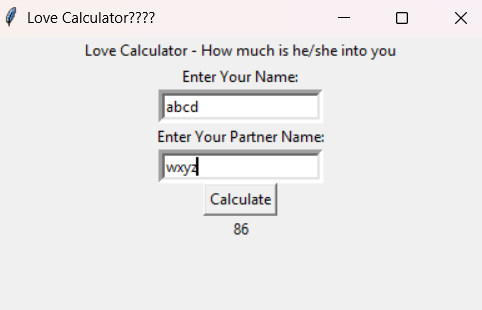 Love Calculator????
Love Calculator - How much is he/she into you
Enter Your Name:
abcd
Enter Your Partner Name:
wxyz
Calculate
86